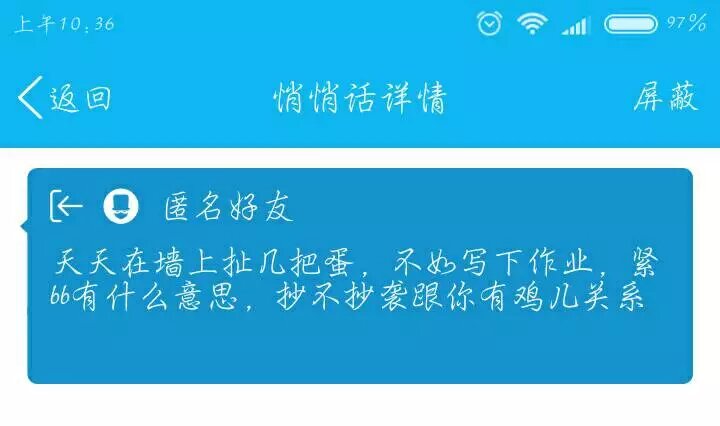 上午10:36
97%
返回
悄悄话详情
屏蔽
匿名好友
天天在墙上扯几把蛋，不如写下作业，紧
bb有什么意思，抄不抄袭跟你有鸡儿关系